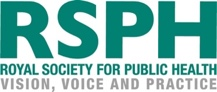 RSPH
ROYAL SOCIETY FOR PUBLIC HEALTH
VISION, VOICE AND PRACTICE